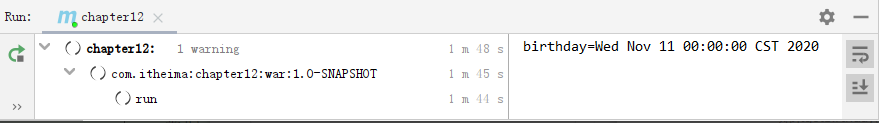 Run: chapter12 ×
chapter12: 1 warning 1 m 48 s
com.itheima:chapter12:war:1.0-SNAPSHOT 1 m 45 s
run 1 m 44 s
birthday=Wed Nov 11 00:00:00 CST 2020